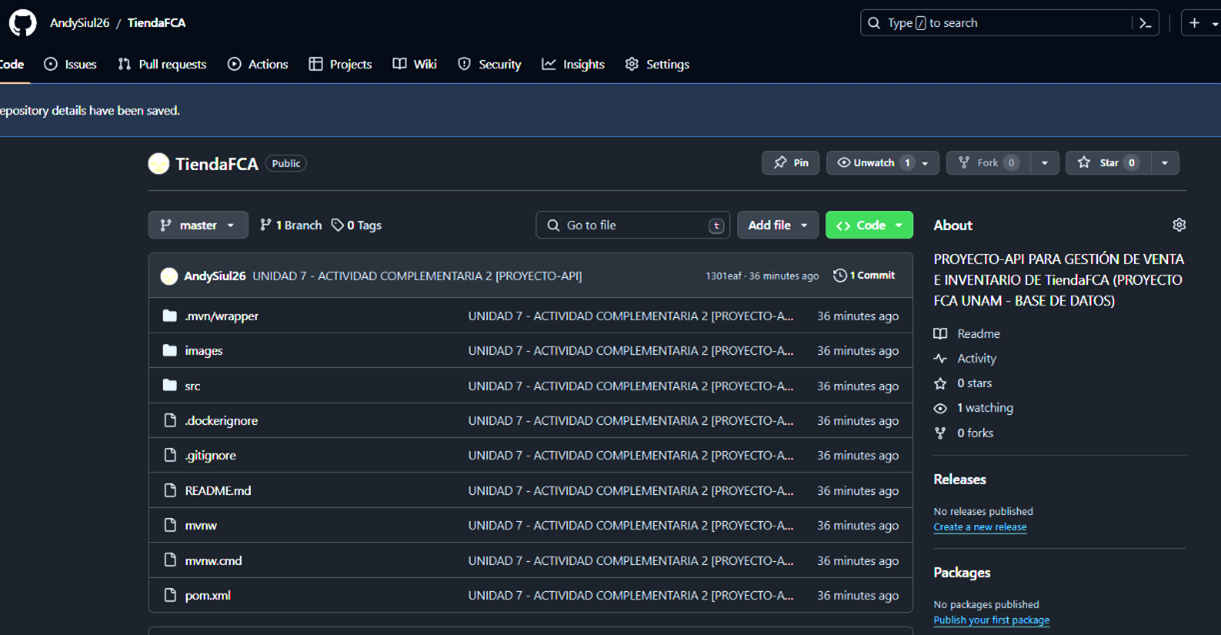 AndySiul26 / TiendaFCA
Type / to search
Code Issues Pull requests Actions Projects Wiki Security Insights Settings
epository details have been saved.
TiendaFCA Public
Pin Unwatch 1 Fork 0 Star 0
master 1 Branch 0 Tags Go to file t Add file Code
AndySiul26 UNIDAD 7 - ACTIVIDAD COMPLEMENTARIA 2 [PROYECTO-API] 1301eaf · 36 minutes ago 1 Commit
.mvn/wrapper UNIDAD 7 - ACTIVIDAD COMPLEMENTARIA 2 [PROYECTO-A... 36 minutes ago
images UNIDAD 7 - ACTIVIDAD COMPLEMENTARIA 2 [PROYECTO-A... 36 minutes ago
src UNIDAD 7 - ACTIVIDAD COMPLEMENTARIA 2 [PROYECTO-A... 36 minutes ago
.dockerignore UNIDAD 7 - ACTIVIDAD COMPLEMENTARIA 2 [PROYECTO-A... 36 minutes ago
.gitignore UNIDAD 7 - ACTIVIDAD COMPLEMENTARIA 2 [PROYECTO-A... 36 minutes ago
README.md UNIDAD 7 - ACTIVIDAD COMPLEMENTARIA 2 [PROYECTO-A... 36 minutes ago
mvnw UNIDAD 7 - ACTIVIDAD COMPLEMENTARIA 2 [PROYECTO-A... 36 minutes ago
mvnw.cmd UNIDAD 7 - ACTIVIDAD COMPLEMENTARIA 2 [PROYECTO-A... 36 minutes ago
pom.xml UNIDAD 7 - ACTIVIDAD COMPLEMENTARIA 2 [PROYECTO-A... 36 minutes ago
About
PROYECTO-API PARA GESTIÓN DE VENTA
E INVENTARIO DE TiendaFCA (PROYECTO
FCA UNAM - BASE DE DATOS)
Readme
Activity
0 stars
1 watching
0 forks
Releases
No releases published
Create a new release
Packages
No packages published
Publish your first package